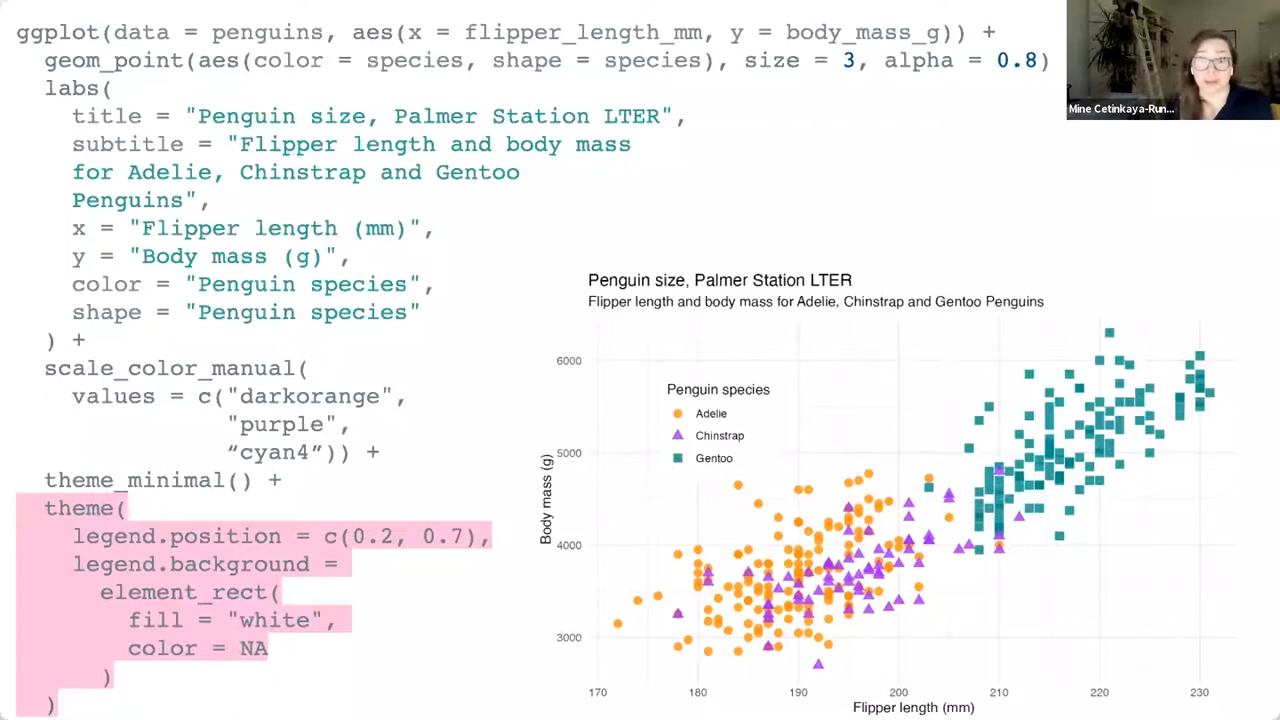 ggplot(data = penguins, aes(x = flipper_length_mm, y = body_mass_g)) +
geom_point(aes(color = species, shape = species), size = 3, alpha = 0.8)
labs(
title = "Penguin size, Palmer Station LTER",
subtitle = "Flipper length and body mass
for Adelie, Chinstrap and Gentoo
Penguins",
x = "Flipper length (mm)",
y = "Body mass (g)",
color = "Penguin species",
shape = "Penguin species"
) +
scale_color_manual(
values = c("darkorange",
"purple",
“cyan4”)) +
theme_minimal() +
theme(
legend.position = c(0.2, 0.7),
legend.background =
element_rect(
fill = "white",
color = NA
)
)
Mine Cetinkaya-Run...
Penguin size, Palmer Station LTER
Flipper length and body mass for Adelie, Chinstrap and Gentoo Penguins
Penguin species
Adelie
Chinstrap
Gentoo
Body mass (g)
6000
5000
4000
3000
170 180 190 200 210 220 230
Flipper length (mm)